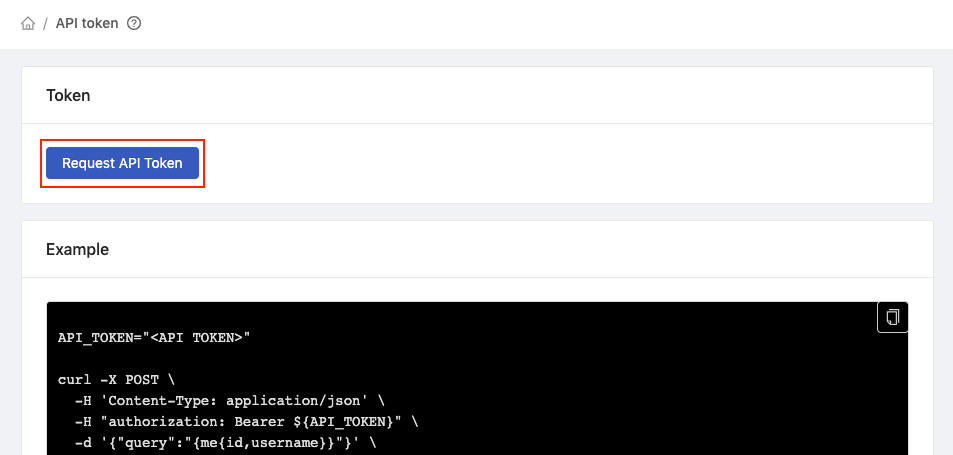 / API token
Token
Request API Token
Example
API_TOKEN="<API TOKEN>"
curl -X POST \
-H 'Content-Type: application/json' \
-H "authorization: Bearer ${API_TOKEN}" \
-d '{"query":"{me{id,username}}"}' \